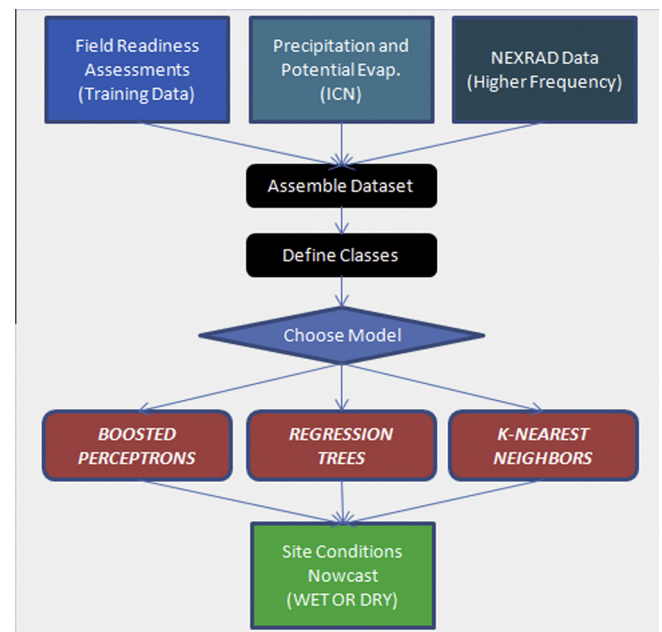 Field Readiness
Assessments
(Training Data)
Precipitation and
Potential Evap.
(ICN)
NEXRAD Data
(Higher Frequency)
Assemble Dataset
Define Classes
Choose Model
BOOSTED
PERCEPTRONS
REGRESSION
TREES
K-NEAREST
NEIGHBORS
Site Conditions
Nowcast
(WET OR DRY)